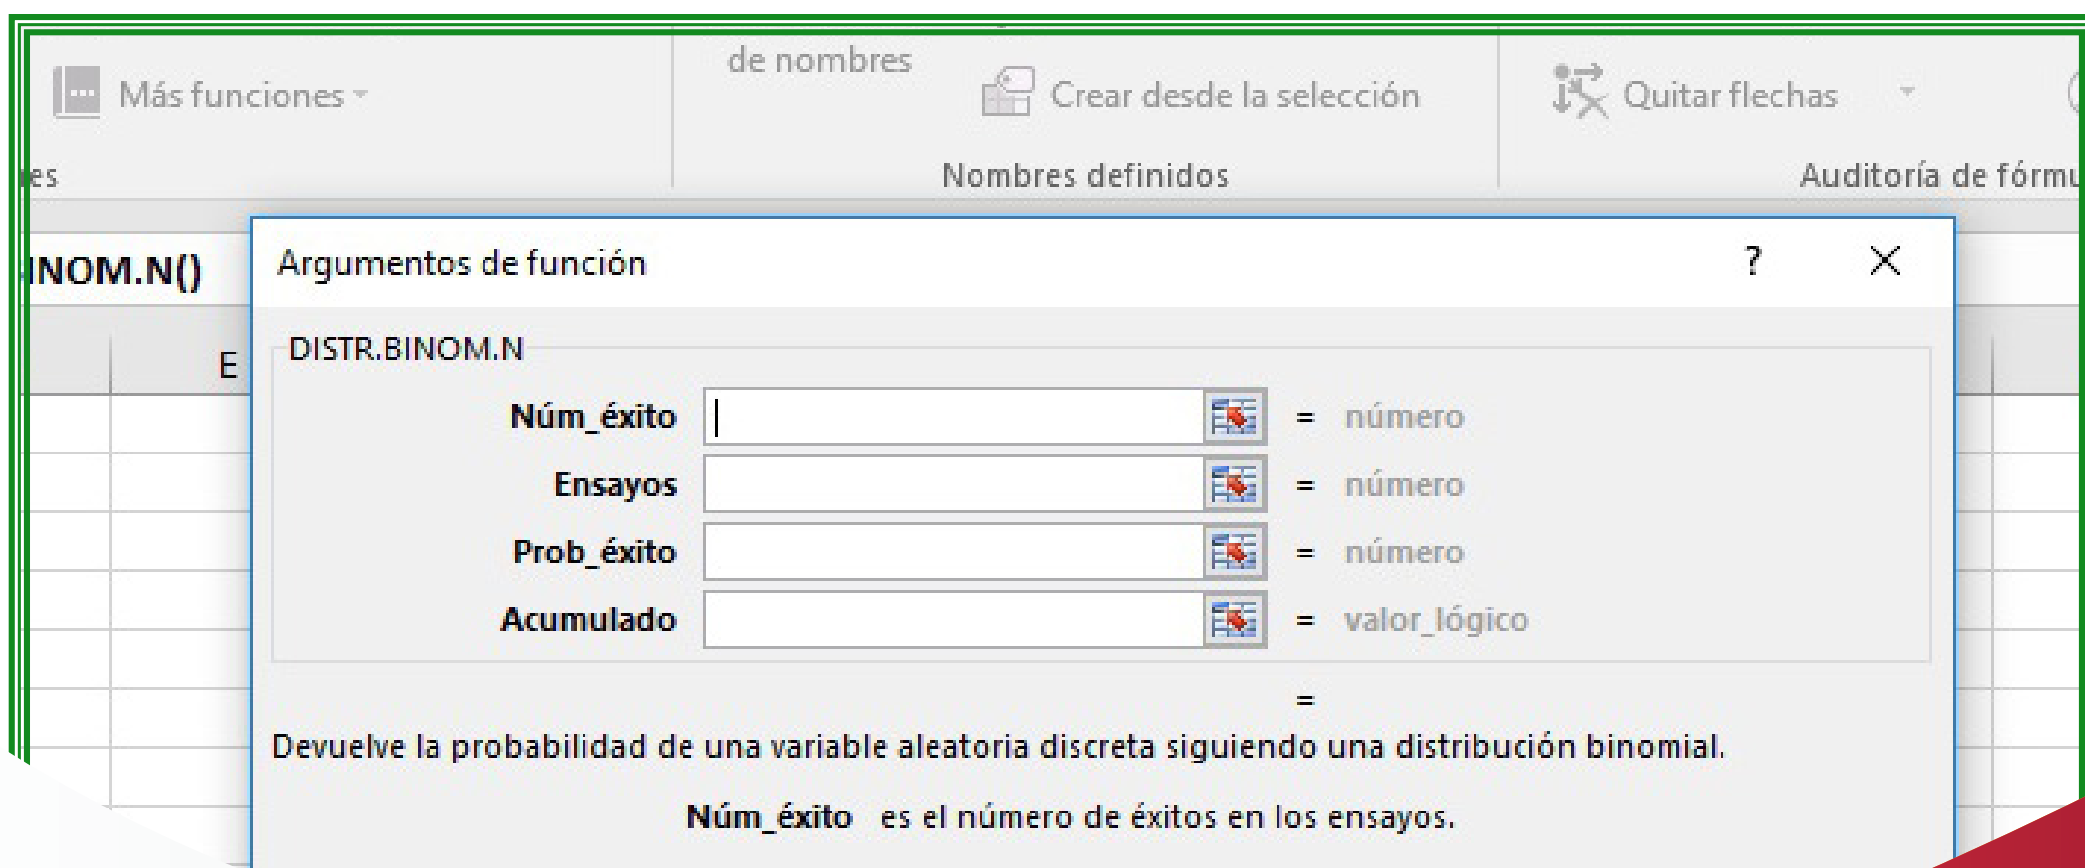 de nombres
Más funciones
Crear desde la selección
Quitar flechas
es
Nombres definidos
Auditoría de fórmu
INOM.N()
Argumentos de función
?
E
DISTR.BINOM.N
Núm_éxito
= número
Ensayos
= número
Prob_éxito
= número
Acumulado
= valor_lógico
=
Devuelve la probabilidad de una variable aleatoria discreta siguiendo una distribución binomial.
Núm_éxito es el número de éxitos en los ensayos.